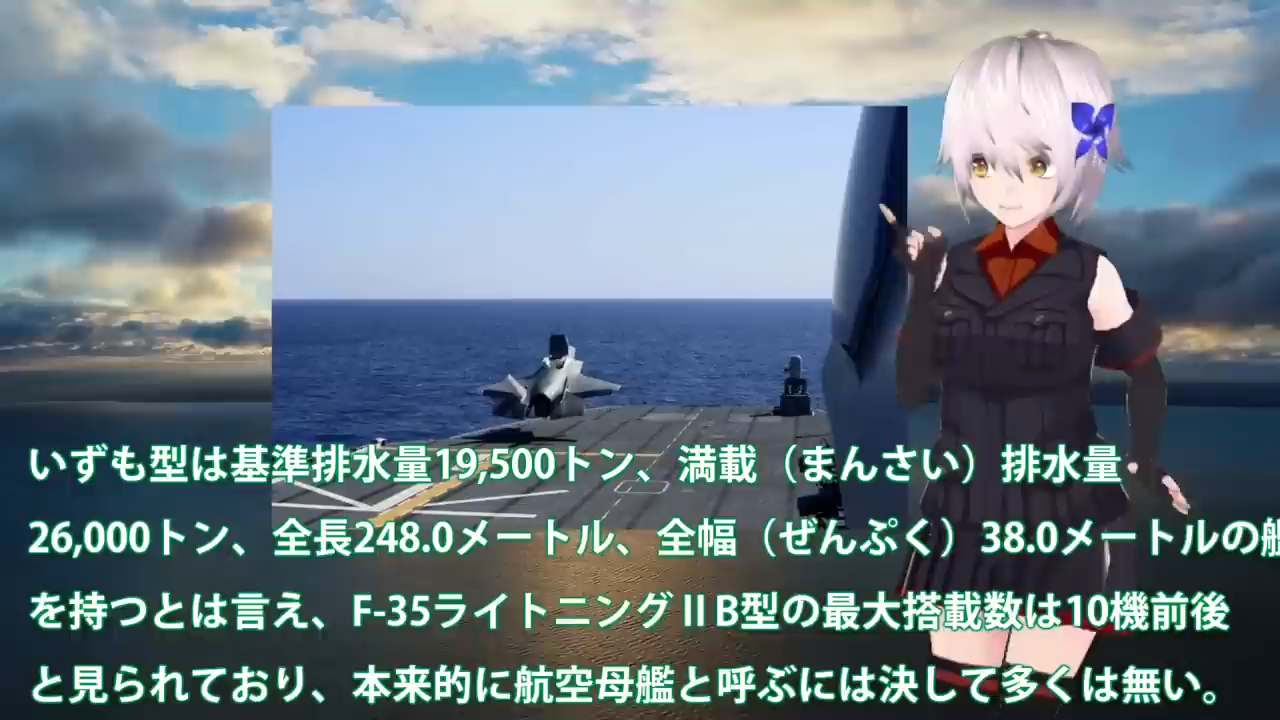 いずも型は基準排水量19,500トン、満載（まんさい）排水量
26,000トン、全長248.0メートル、全幅（ぜんぷく）38.0メートルの
を持つとは言え、F-35ライトニングⅡB型の最大搭載数は10機前後
と見られており、本来的に航空母艦と呼ぶには決して多くは無い。